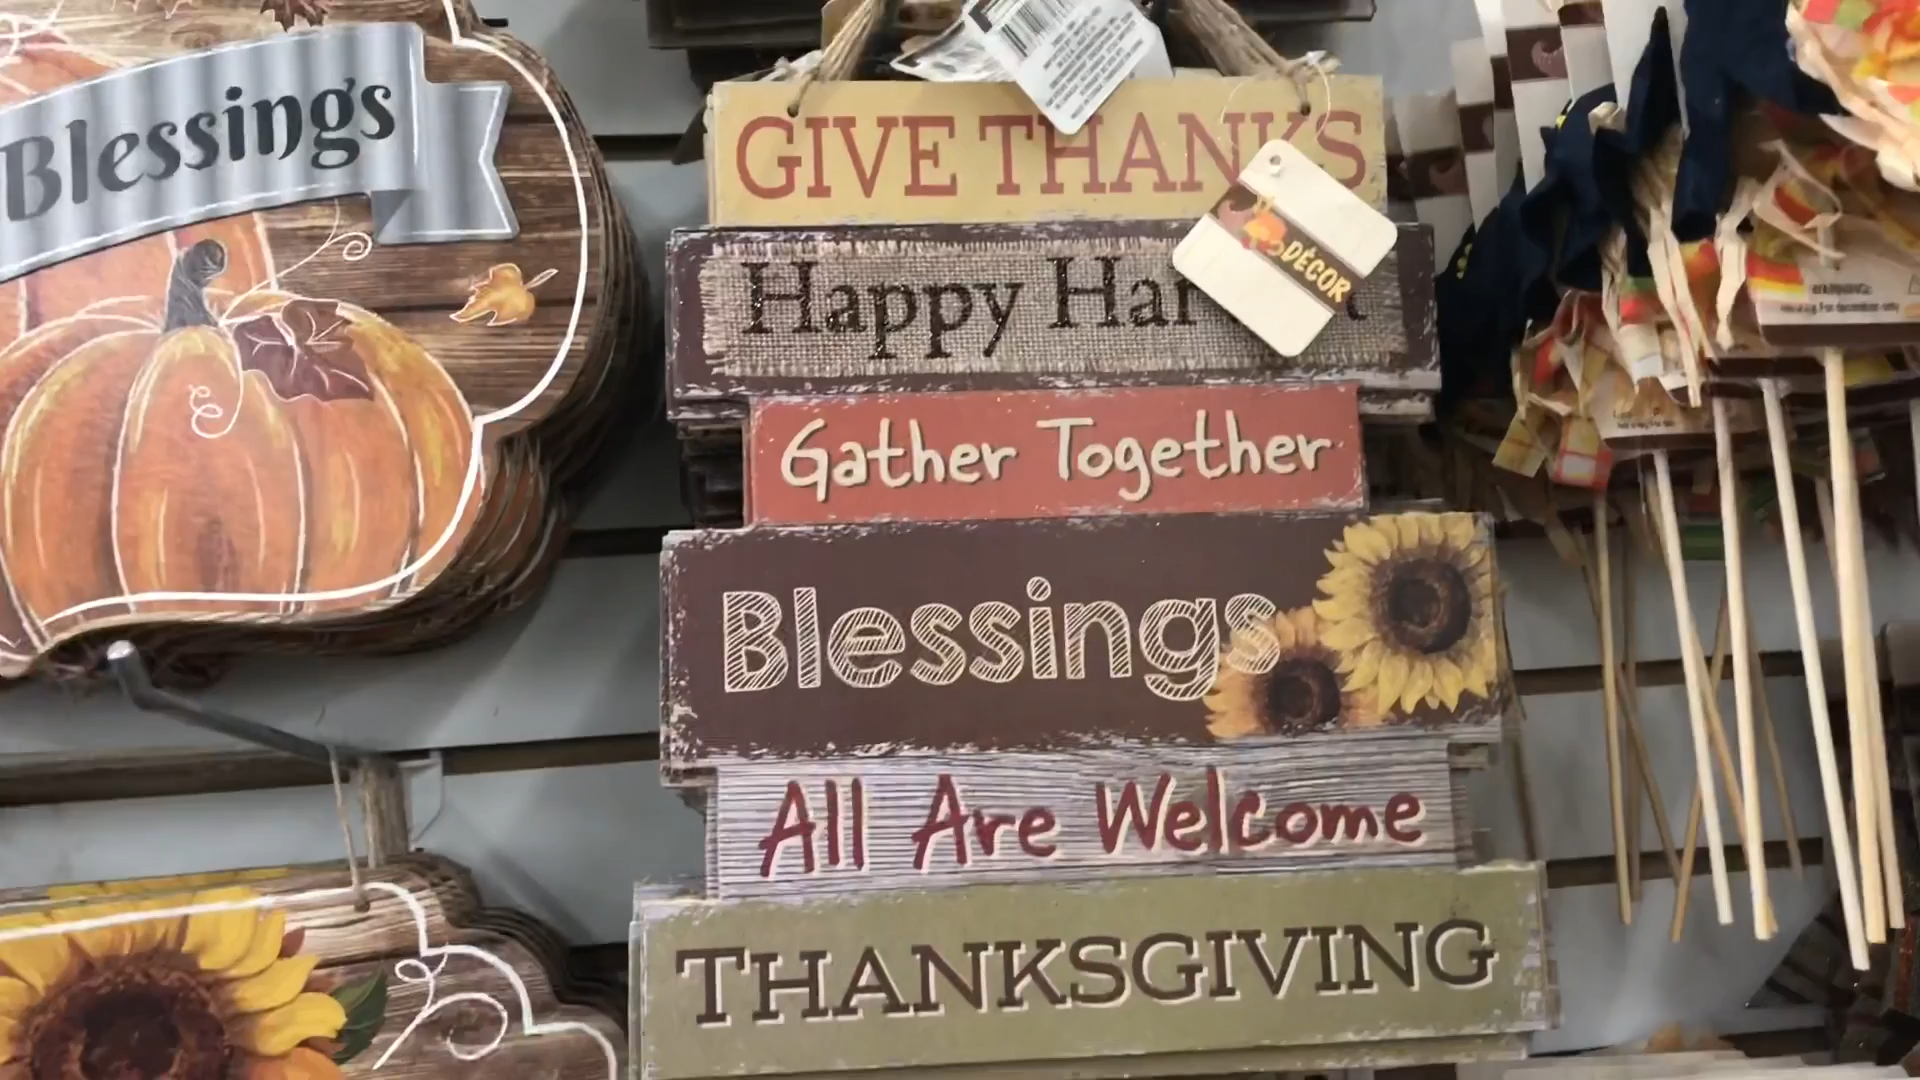 Blessings
GIVE THANKS
Happy Har
DÉCOR
Gather Together
Blessings
All Are Welcome
THANKSGIVING